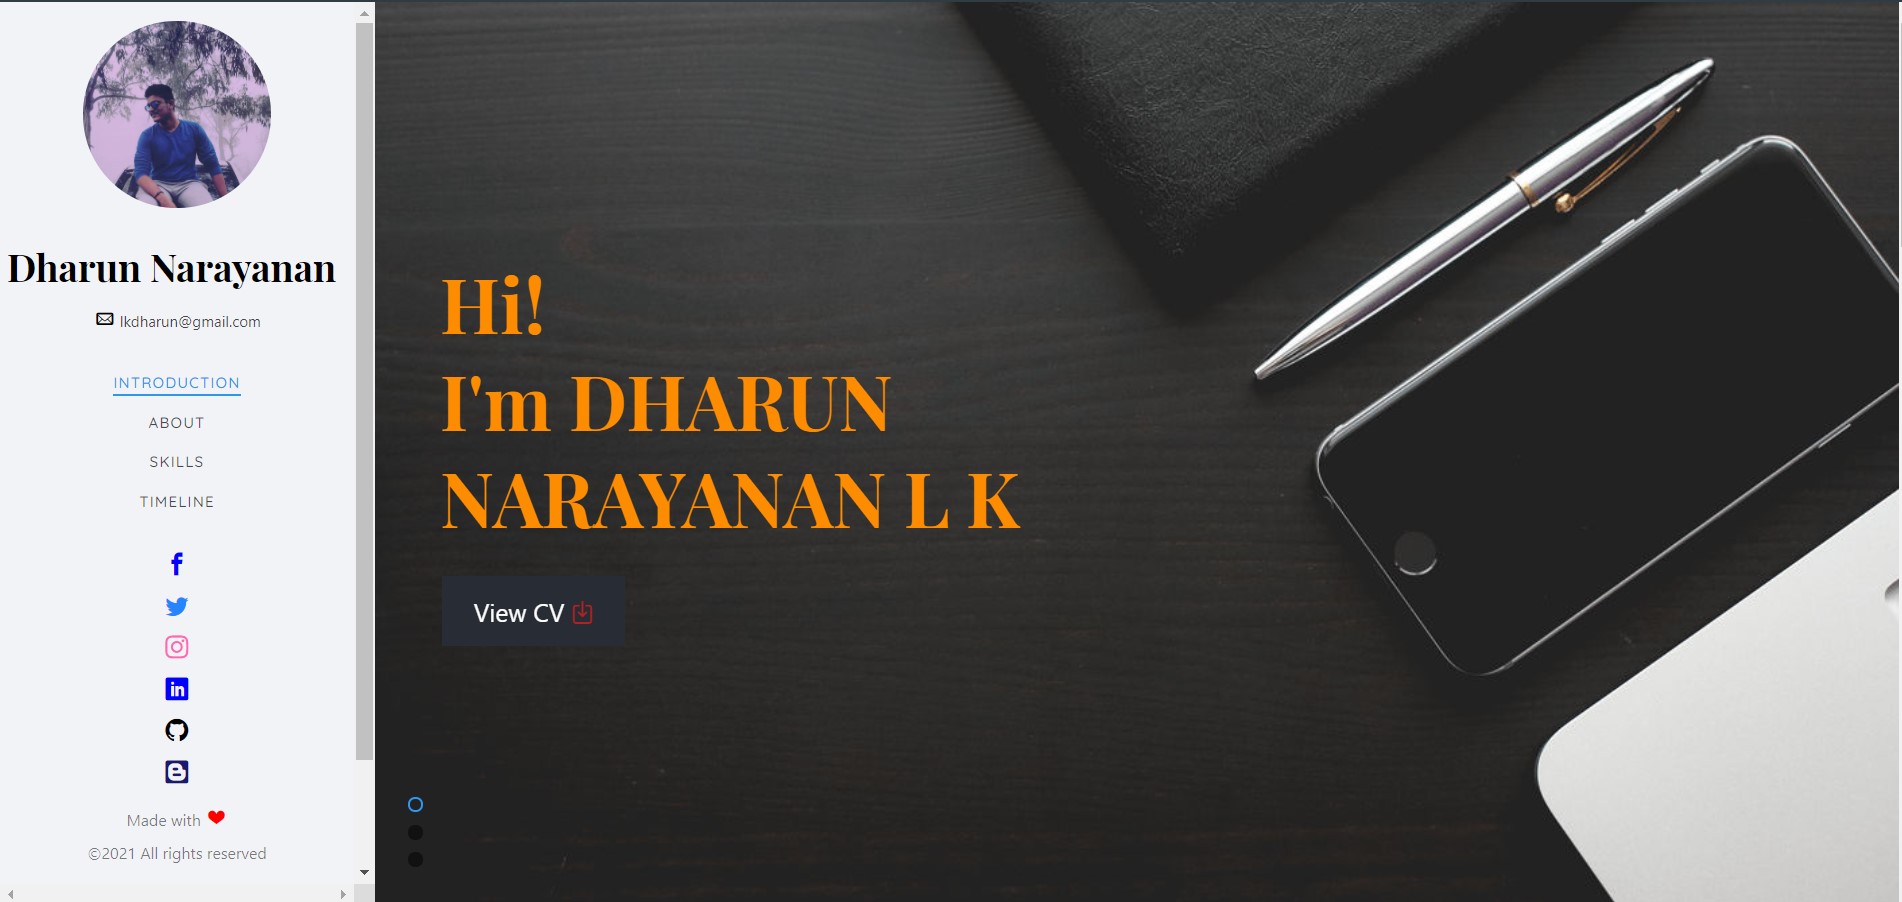 Dharun Narayanan
lkdharun@gmail.com
INTRODUCTION
ABOUT
SKILLS
TIMELINE
Made with
©2021 All rights reserved
Hi!
I'm DHARUN
NARAYANAN L K
View CV